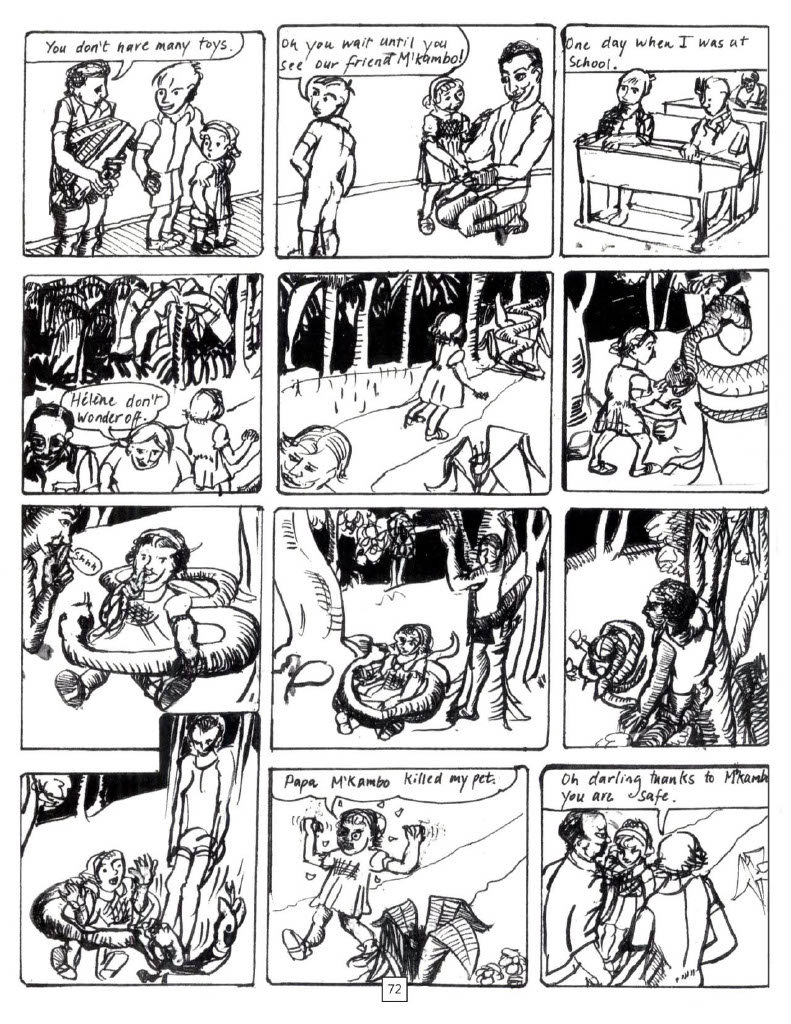 You don't have many toys.
Oh you wait until you
see our friend M'Kambo!
One day when I was at
School.
Hélène don't
wonder off.
Shhh
Papa M'Kambo killed my pet.
Oh darling thanks to M'Kamb
You are safe.
72